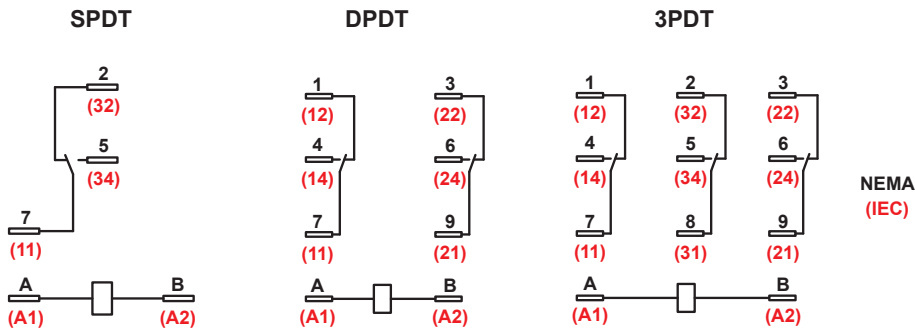 SPDT
2
(32)
5
(34)
7
(11)
A B
(A1) (A2)
DPDT
1 3
(12) (22)
4 6
(14) (24)
7 9
(11) (21)
A B
(A1) (A2)
3PDT
1 2 3
(12) (32) (22)
4 5 6
(14) (34) (24)
7 8 9
(11) (31) (21)
A B
(A1) (A2)
NEMA
(IEC)